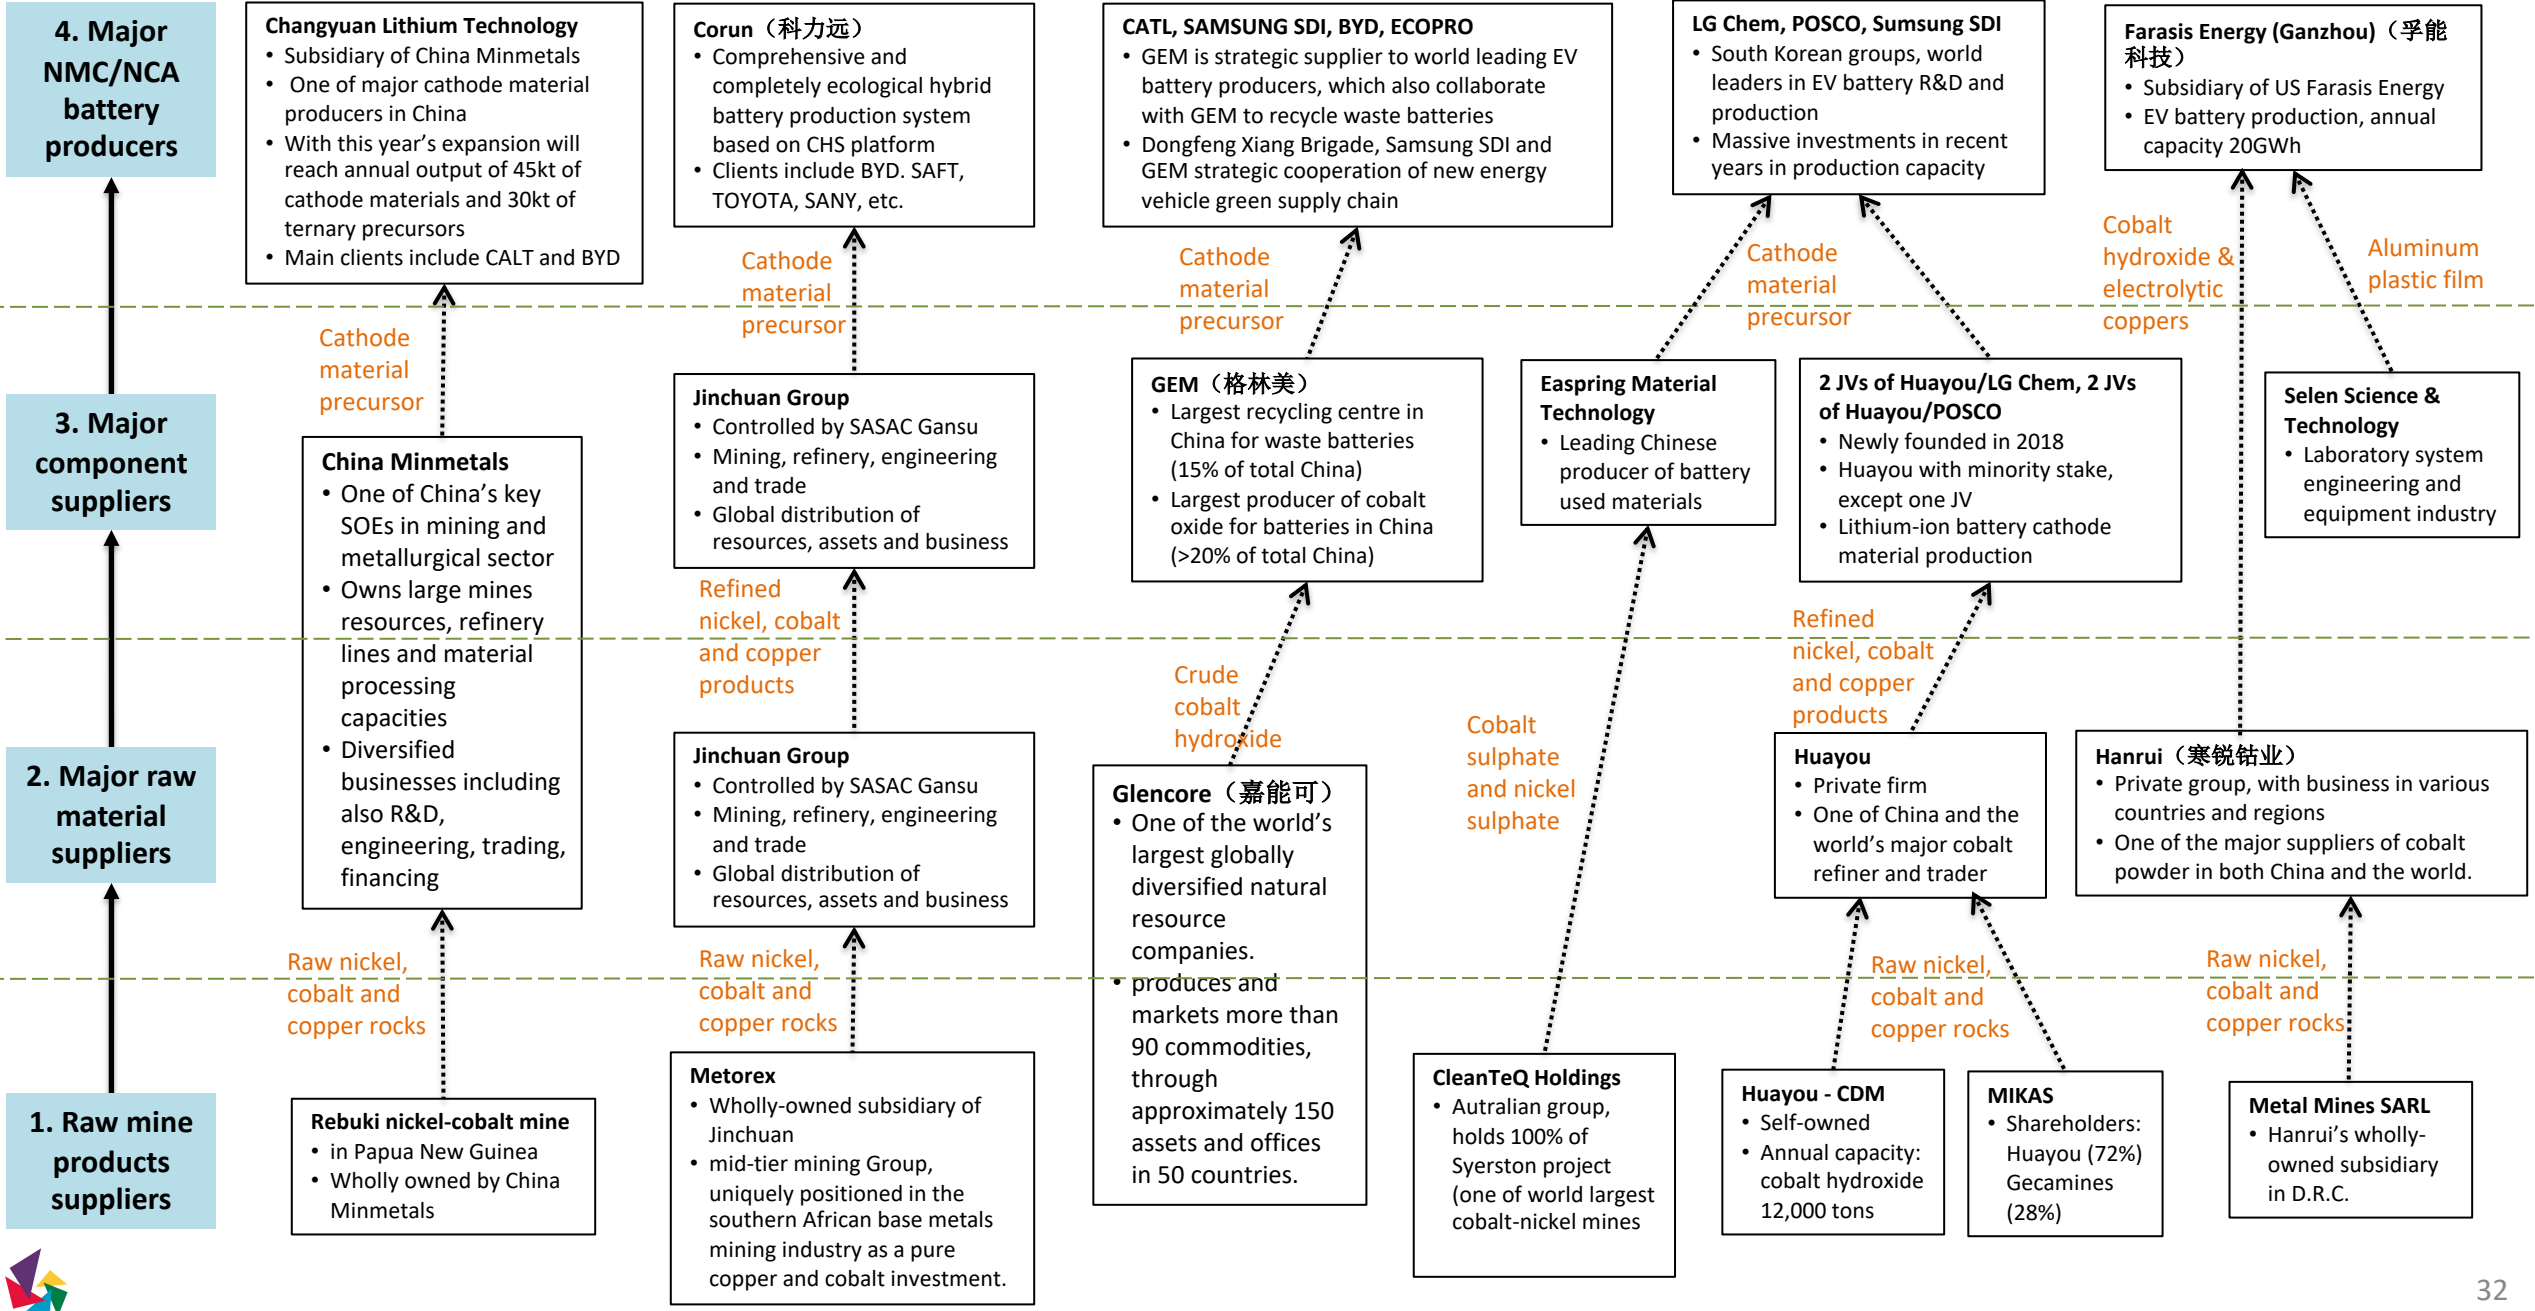 4. Major
NMC/NCA
battery
producers
Changyuan Lithium Technology
• Subsidiary of China Minmetals
• One of major cathode material
producers in China
• With this year’s expansion will
reach annual output of 45kt of
cathode materials and 30kt of
ternary precursors
• Main clients include CALT and BYD
Corun（科力远）
• Comprehensive and
completely ecological hybrid
battery production system
based on CHS platform
• Clients include BYD. SAFT,
TOYOTA, SANY, etc.
CATL, SAMSUNG SDI, BYD, ECOPRO
• GEM is strategic supplier to world leading EV
battery producers, which also collaborate
with GEM to recycle waste batteries
• Dongfeng Xiang Brigade, Samsung SDI and
GEM strategic cooperation of new energy
vehicle green supply chain
LG Chem, POSCO, Sumsung SDI
• South Korean groups, world
leaders in EV battery R&D and
production
• Massive investments in recent
years in production capacity
Farasis Energy (Ganzhou)（孚能
科技）
• Subsidiary of US Farasis Energy
• EV battery production, annual
capacity 20GWh
Cathode
material
precursor
Cathode
material
precursor
Cathode
material
precursor
Cathode
material
precursor
Cobalt
hydroxide &
electrolytic
coppers
Aluminum
plastic film
3. Major
component
suppliers
China Minmetals
• One of China’s key
SOEs in mining and
metallurgical sector
• Owns large mines
resources, refinery
lines and material
processing
capacities
• Diversified
businesses including
also R&D,
engineering, trading,
financing
Jinchuan Group
• Controlled by SASAC Gansu
• Mining, refinery, engineering
and trade
• Global distribution of
resources, assets and business
GEM（格林美）
• Largest recycling centre in
China for waste batteries
(15% of total China)
• Largest producer of cobalt
oxide for batteries in China
(>20% of total China)
Easpring Material
Technology
• Leading Chinese
producer of battery
used materials
2 JVs of Huayou/LG Chem, 2 JVs
of Huayou/POSCO
• Newly founded in 2018
• Huayou with minority stake,
except one JV
• Lithium-ion battery cathode
material production
Selen Science &
Technology
• Laboratory system
engineering and
equipment industry
Refined
nickel, cobalt
and copper
products
Crude
cobalt
hydroxide
Cobalt
sulphate
and nickel
sulphate
Refined
nickel, cobalt
and copper
products
2. Major raw
material
suppliers
Jinchuan Group
• Controlled by SASAC Gansu
• Mining, refinery, engineering
and trade
• Global distribution of
resources, assets and business
Glencore（嘉能可）
• One of the world’s
largest globally
diversified natural
resource
companies.
• produces and
markets more than
90 commodities,
through
approximately 150
assets and offices
in 50 countries.
Huayou
• Private firm
• One of China and the
world’s major cobalt
refiner and trader
Hanrui（寒锐钴业）
• Private group, with business in various
countries and regions
• One of the major suppliers of cobalt
powder in both China and the world.
Raw nickel,
cobalt and
copper rocks
Raw nickel,
cobalt and
copper rocks
Raw nickel,
cobalt and
copper rocks
Raw nickel,
cobalt and
copper rocks
1. Raw mine
products
suppliers
Rebuki nickel-cobalt mine
• in Papua New Guinea
• Wholly owned by China
Minmetals
Metorex
• Wholly-owned subsidiary of
Jinchuan
• mid-tier mining Group,
uniquely positioned in the
southern African base metals
mining industry as a pure
copper and cobalt investment.
CleanTeQ Holdings
• Autralian group,
holds 100% of
Syerston project
(one of world largest
cobalt-nickel mines
Huayou - CDM
• Self-owned
• Annual capacity:
cobalt hydroxide
12,000 tons
MIKAS
• Shareholders:
Huayou (72%)
Gecamines
(28%)
Metal Mines SARL
• Hanrui’s wholly-
owned subsidiary
in D.R.C.
32